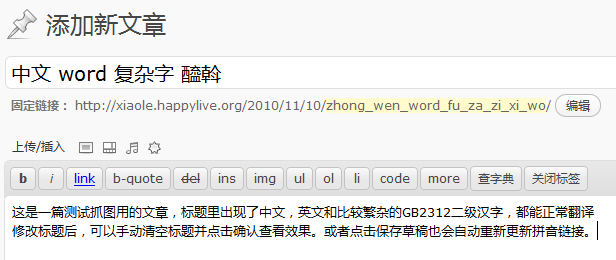 添加新文章
中文 word 复杂字 醯斡
固定链接： http://xiaole.happylive.org/2010/11/10/zhong_wen_word_fu_za_zi_xi_wo/ 编辑
上传/插入
b i link b-quote del ins img ul ol li code more 查字典 关闭标签
这是一篇测试抓图用的文章，标题里出现了中文，英文和比较繁杂的GB2312二级汉字，都能正常翻译
修改标题后，可以手动清空标题并点击确认查看效果。或者点击保存草稿也会自动重新更新拼音链接。